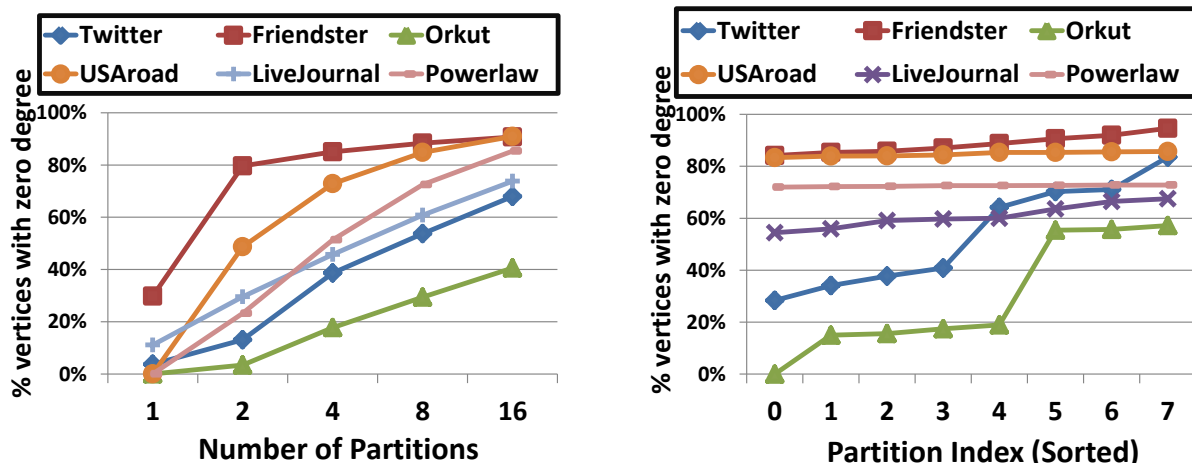 Twitter Friendster Orkut
USAroad LiveJournal Powerlaw
% vertices with zero degree
100%
80%
60%
40%
20%
0%
1 2 4 8 16
Number of Partitions
Twitter Friendster Orkut
USAroad LiveJournal Powerlaw
% vertices with zero degree
100%
80%
60%
40%
20%
0%
0 1 2 3 4 5 6 7
Partition Index (Sorted)